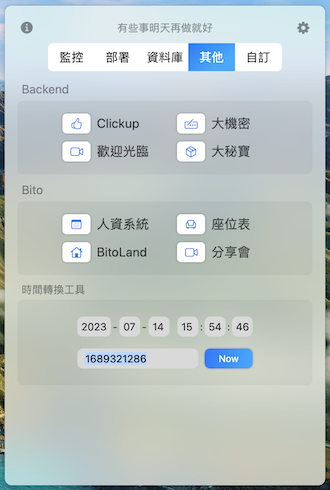 有些事明天再做就好
監控 部署 資料庫 其他 自訂
Backend
Clickup 大機密
歡迎光臨 大秘寶
Bito
人資系統 座位表
BitoLand 分享會
時間轉換工具
2023 - 07 - 14 15 : 54 : 46
1689321286 Now